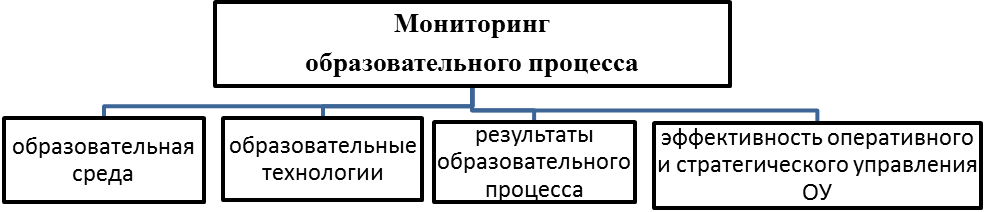 Мониторинг
образовательного процесса
образовательная
среда
образовательные
технологии
результаты
образовательного
процесса
эффективность оперативного
и стратегического управления
ОУ